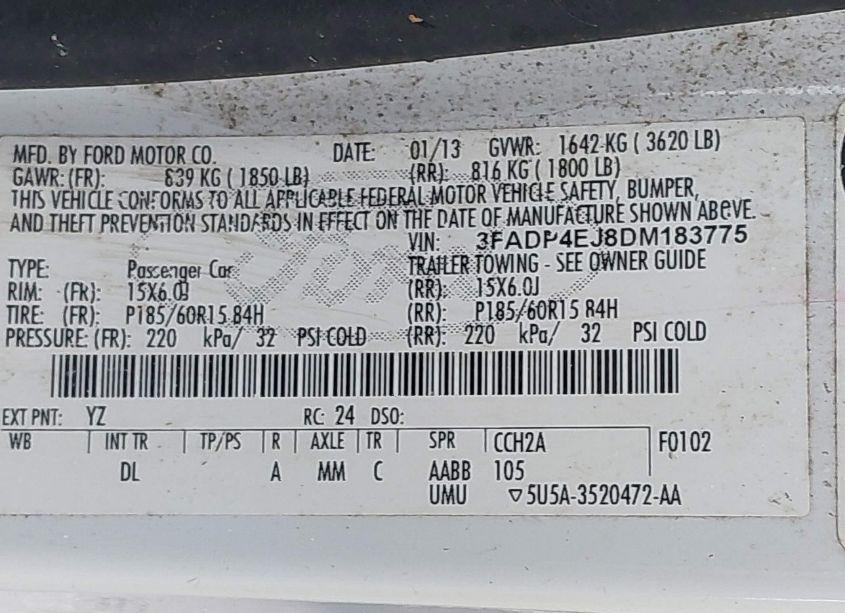 MFD. BY FORD MOTOR CO. DATE: 01/13 GVWR: 1642 KG ( 3620 LB)
GAWR: (FR): 839 KG ( 1850 LB) (RR): 816 KG ( 1800 LB)
THIS VEHICLE CONFORMS TO ALL APPLICABLE FEDERAL MOTOR VEHICLE SAFETY, BUMPER,
AND THEFT PREVENTION STANDARDS IN EFFECT ON THE DATE OF MANUFACTURE SHOWN ABOVE.
VIN: 3FADP4EJ8DM183775
TYPE: Passenger Car TRAILER TOWING - SEE OWNER GUIDE
RIM: (FR): 15X6.0J (RR): 15X6.0J
TIRE: (FR): P185/60R15 84H (RR): P185/60R15 84H
PRESSURE: (FR): 220 kPa/ 32 PSI COLD (RR): 220 kPa/ 32 PSI COLD
EXT PNT: YZ RC: 24 DSO:
WB INT TR TP/PS R AXLE TR SPR CCH2A F0102
DL A MM C AABB 105
UMU ▽5U5A-3520472-AA